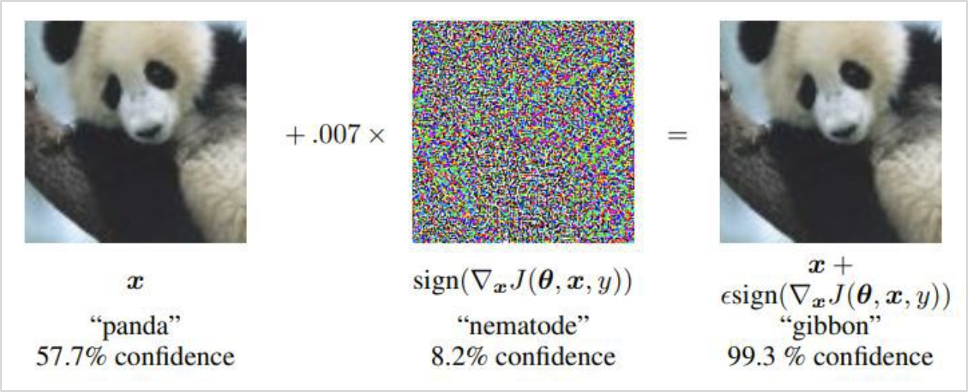 + .007 ×
=
x
“panda”
57.7% confidence
sign(∇ₓJ(θ, x, y))
“nematode”
8.2% confidence
x +
ϵsign(∇ₓJ(θ, x, y))
“gibbon”
99.3 % confidence